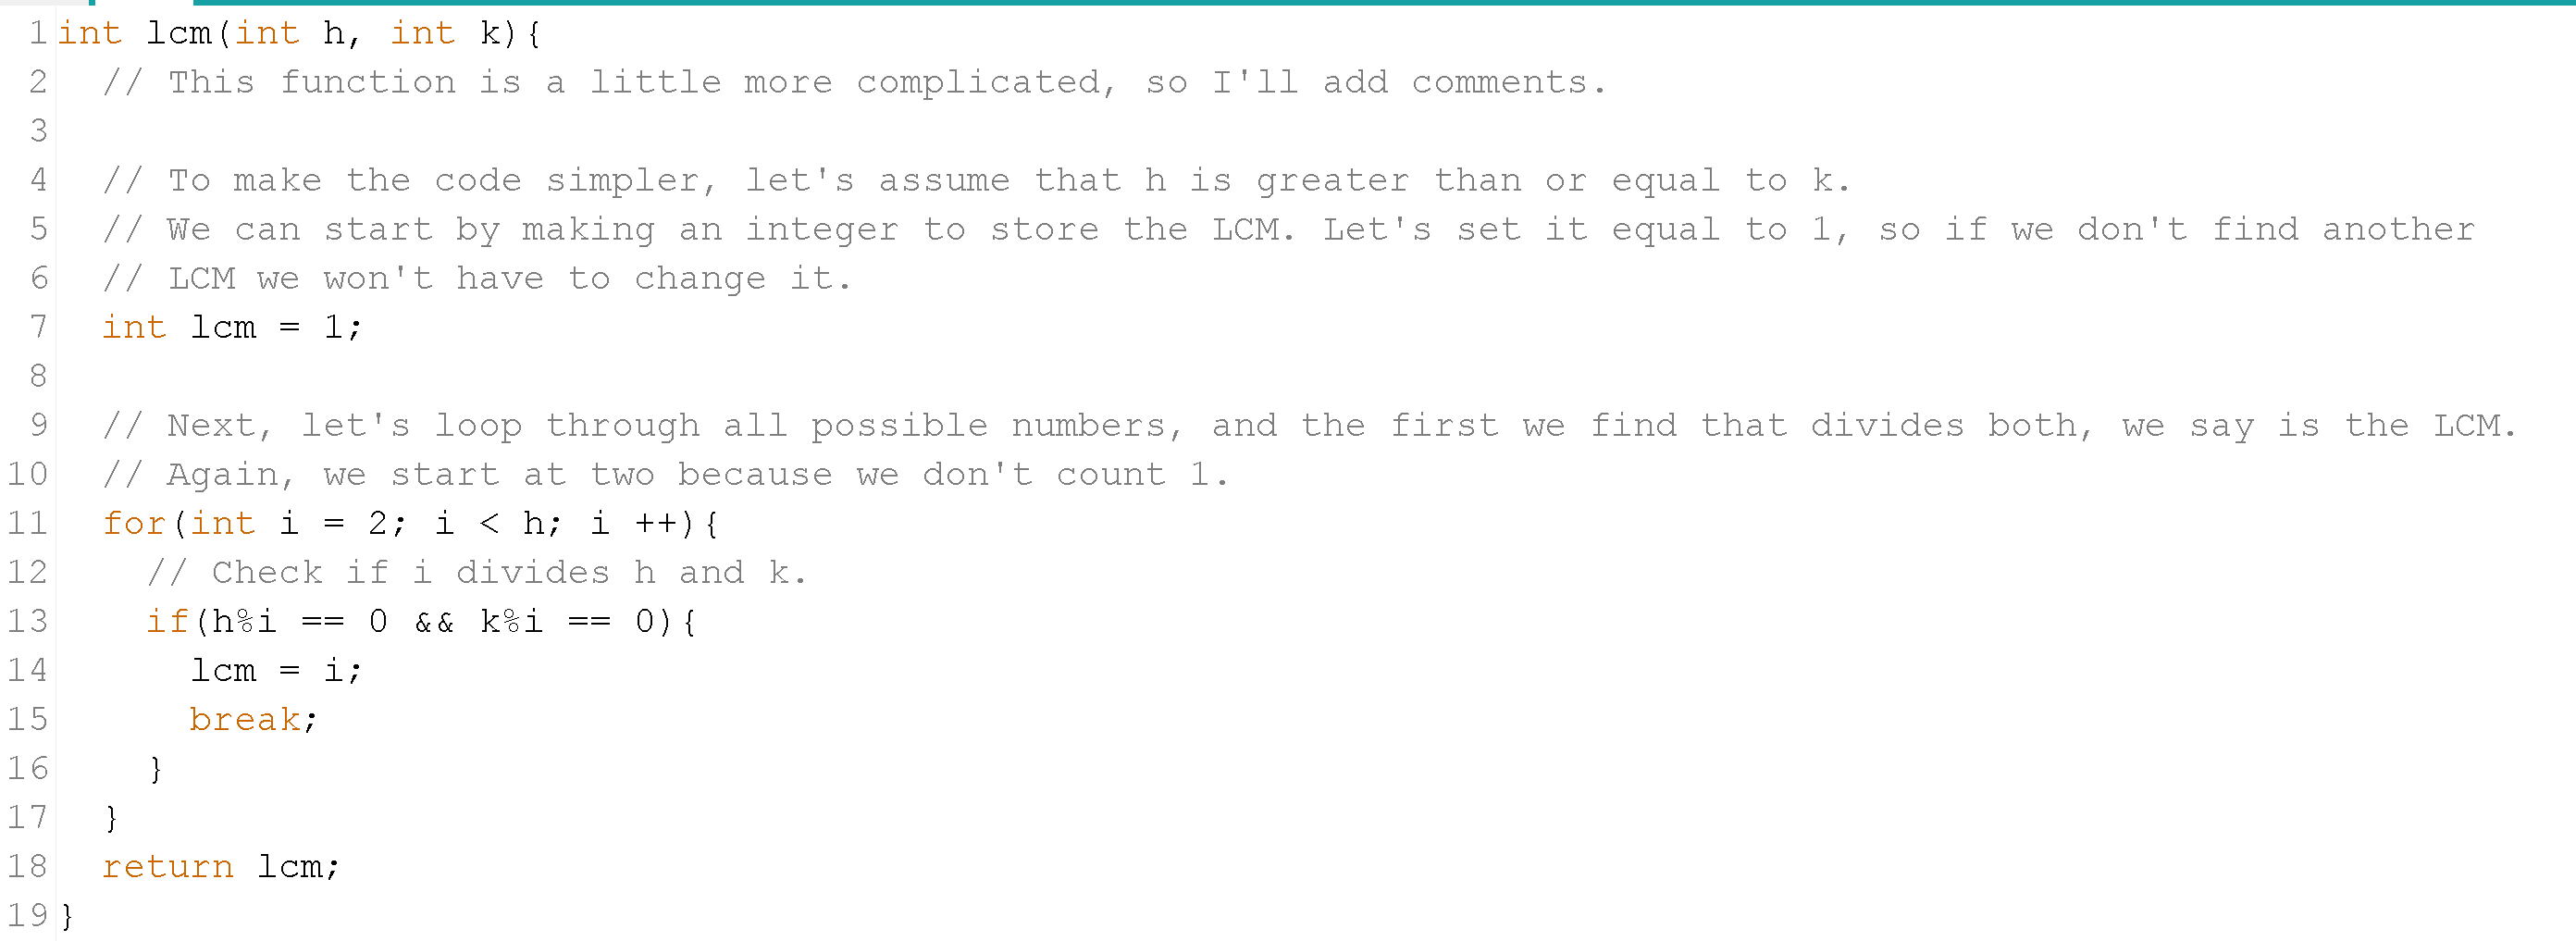 1 int lcm(int h, int k){
2   // This function is a little more complicated, so I'll add comments.
3
4   // To make the code simpler, let's assume that h is greater than or equal to k.
5   // We can start by making an integer to store the LCM. Let's set it equal to 1, so if we don't find another
6   // LCM we won't have to change it.
7   int lcm = 1;
8
9   // Next, let's loop through all possible numbers, and the first we find that divides both, we say is the LCM.
10   // Again, we start at two because we don't count 1.
11   for(int i = 2; i < h; i ++){
12     // Check if i divides h and k.
13     if(h%i == 0 && k%i == 0){
14       lcm = i;
15       break;
16     }
17   }
18   return lcm;
19 }